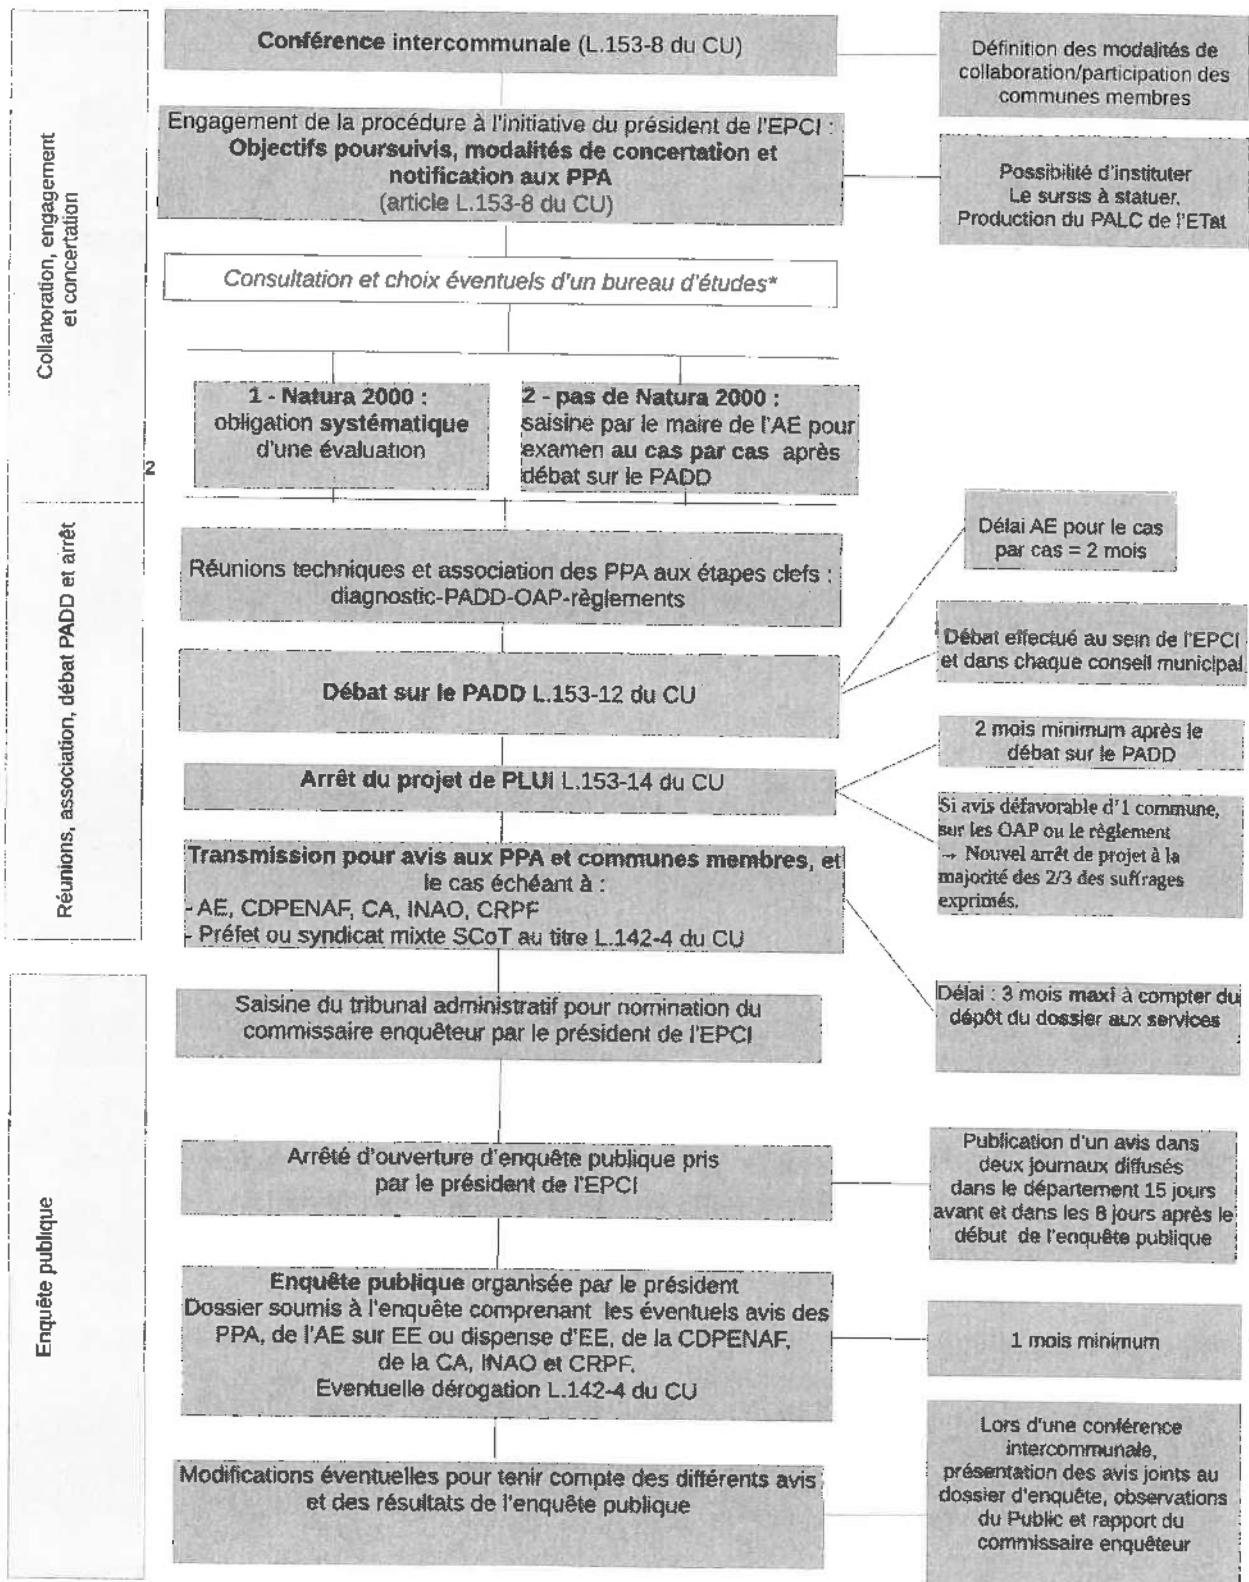 Collanoration, engagement
et concertation
Conférence intercommunale (L.153-8 du CU)
Définition des modalités de
collaboration/participation des
communes membres
Engagement de la procédure à l'initiative du président de l'EPCI :
Objectifs poursuivis, modalités de concertation et
notification aux PPA
(article L.153-8 du CU)
Possibilité d'instituter
Le sursis à statuer.
Production du PALC de l'ETat
Consultation et choix éventuels d'un bureau d'études*
1 - Natura 2000 :
obligation systématique
d'une évaluation
2 - pas de Natura 2000 :
saisine par le maire de l'AE pour
examen au cas par cas après
débat sur le PADD
2
Réunions, association, débat PADD et arrêt
Réunions techniques et association des PPA aux étapes clefs :
diagnostic-PADD-OAP-règlements
Délai AE pour le cas
par cas = 2 mois
Débat effectué au sein de l'EPCI
et dans chaque conseil municipal
Débat sur le PADD L.153-12 du CU
2 mois minimum après le
débat sur le PADD
Arrêt du projet de PLUi L.153-14 du CU
Si avis défavorable d'1 commune,
sur les OAP ou le règlement
→ Nouvel arrêt de projet à la
majorité des 2/3 des suffrages
exprimés.
Transmission pour avis aux PPA et communes membres, et
le cas échéant à :
- AE, CDPENAF, CA, INAO, CRPF
- Préfet ou syndicat mixte SCoT au titre L.142-4 du CU
Délai : 3 mois maxi à compter du
dépôt du dossier aux services
Enquête publique
Saisine du tribunal administratif pour nomination du
commissaire enquêteur par le président de l'EPCI
Arrêté d'ouverture d'enquête publique pris
par le président de l'EPCI
Publication d'un avis dans
deux journaux diffusés
dans le département 15 jours
avant et dans les 8 jours après le
début de l'enquête publique
Enquête publique organisée par le président
Dossier soumis à l'enquête comprenant les éventuels avis des
PPA, de l'AE sur EE ou dispense d'EE, de la CDPENAF,
de la CA, INAO et CRPF.
Eventuelle dérogation L.142-4 du CU
1 mois minimum
Modifications éventuelles pour tenir compte des différents avis
et des résultats de l'enquête publique
Lors d'une conférence
intercommunale,
présentation des avis joints au
dossier d'enquête, observations
du Public et rapport du
commissaire enquêteur